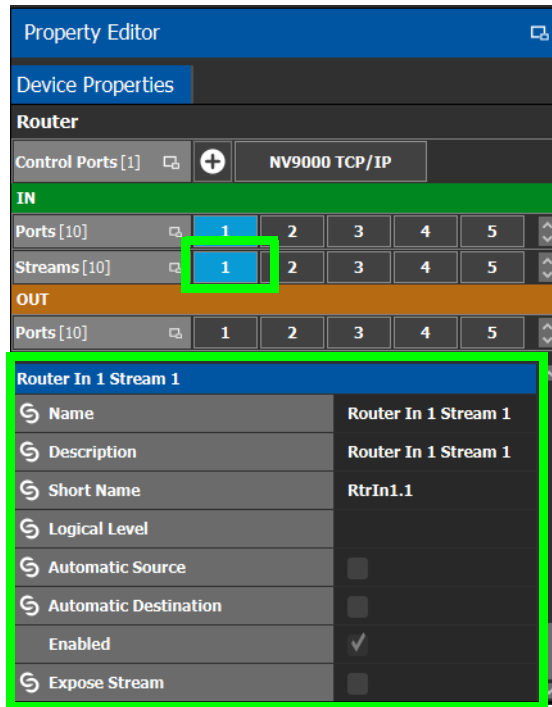 Property Editor
Device Properties
Router
Control Ports [1] NV9000 TCP/IP
IN
Ports [10] 1 2 3 4 5
Streams [10] 1 2 3 4 5
OUT
Ports [10] 1 2 3 4 5
Router In 1 Stream 1
Name Router In 1 Stream 1
Description Router In 1 Stream 1
Short Name RtrIn1.1
Logical Level
Automatic Source
Automatic Destination
Enabled
Expose Stream